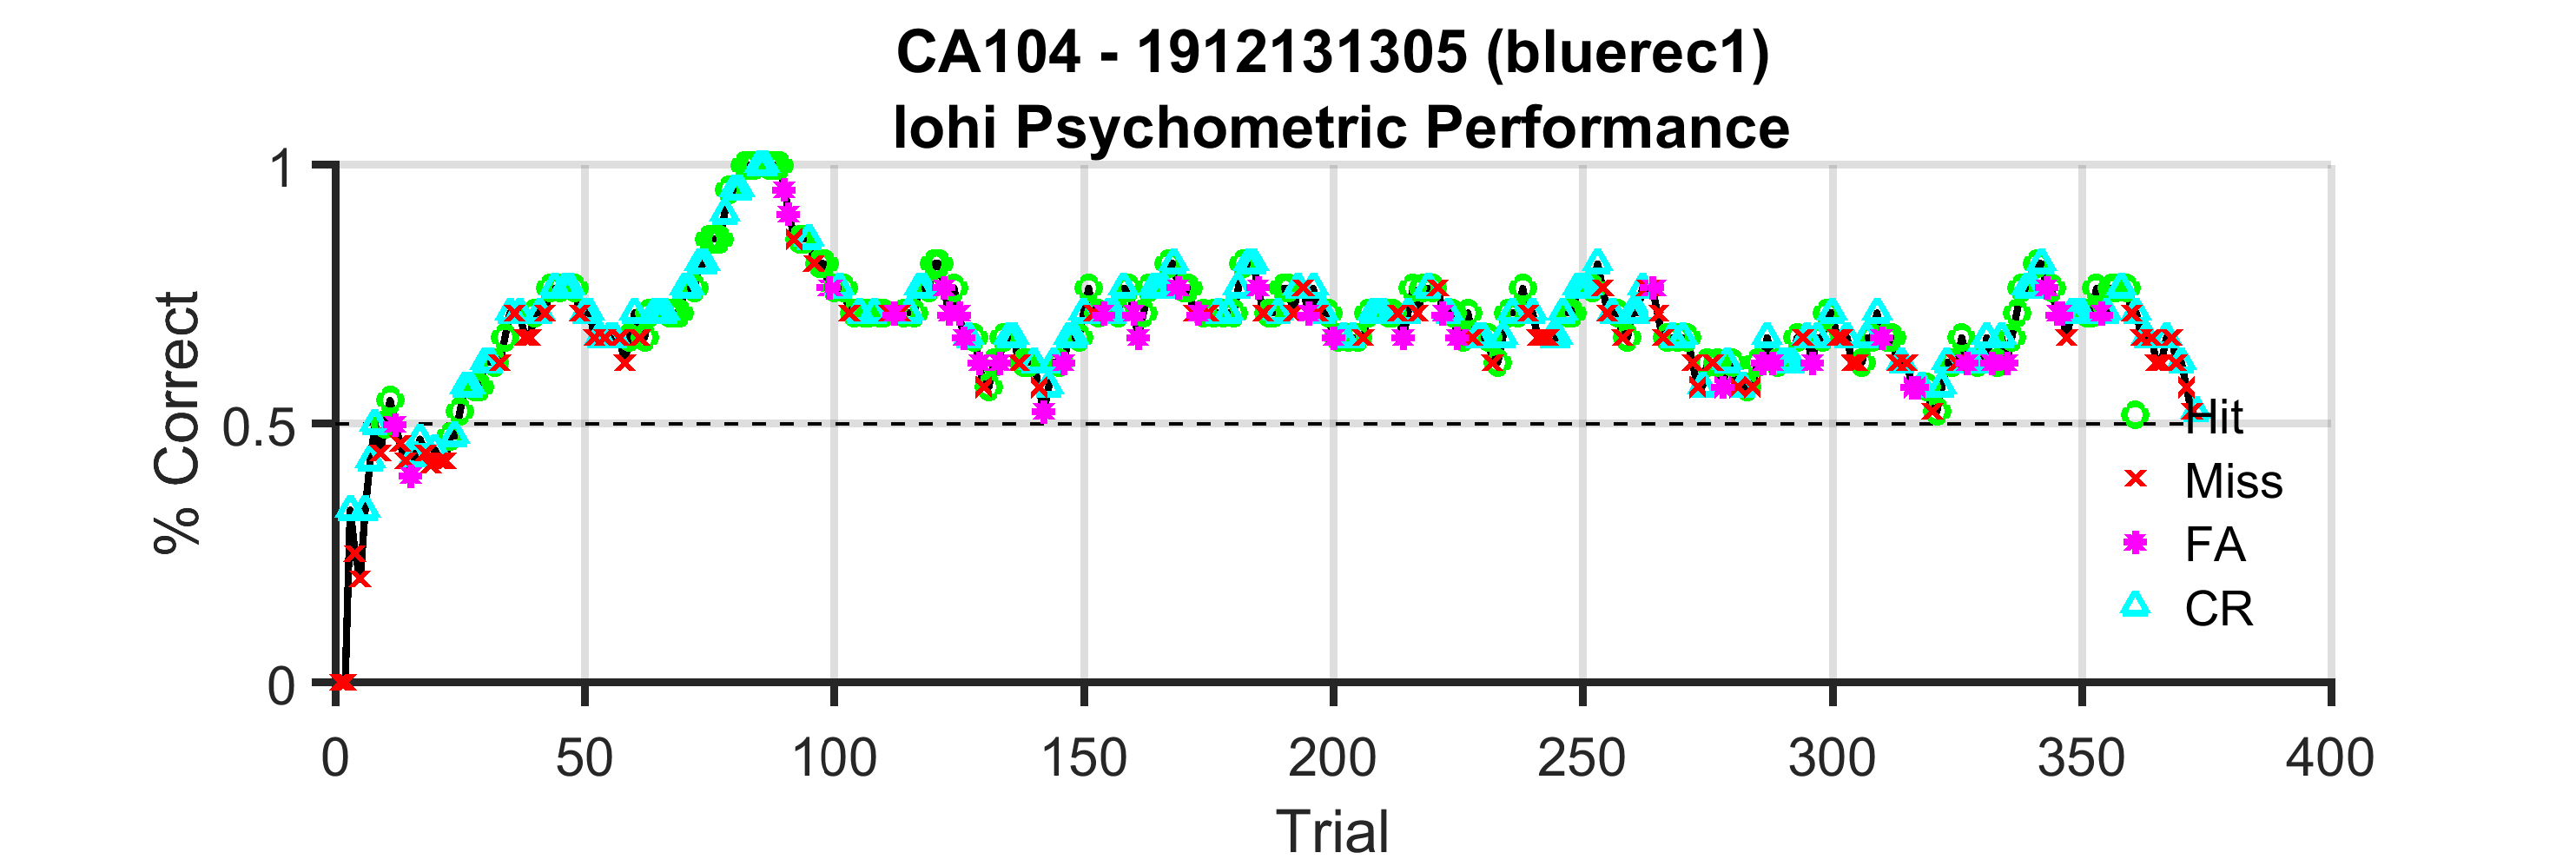 CA104 - 1912131305 (bluerec1)
lohi Psychometric Performance
% Correct
1
0.5
0
Hit
Miss
FA
CR
0 50 100 150 200 250 300 350 400
Trial